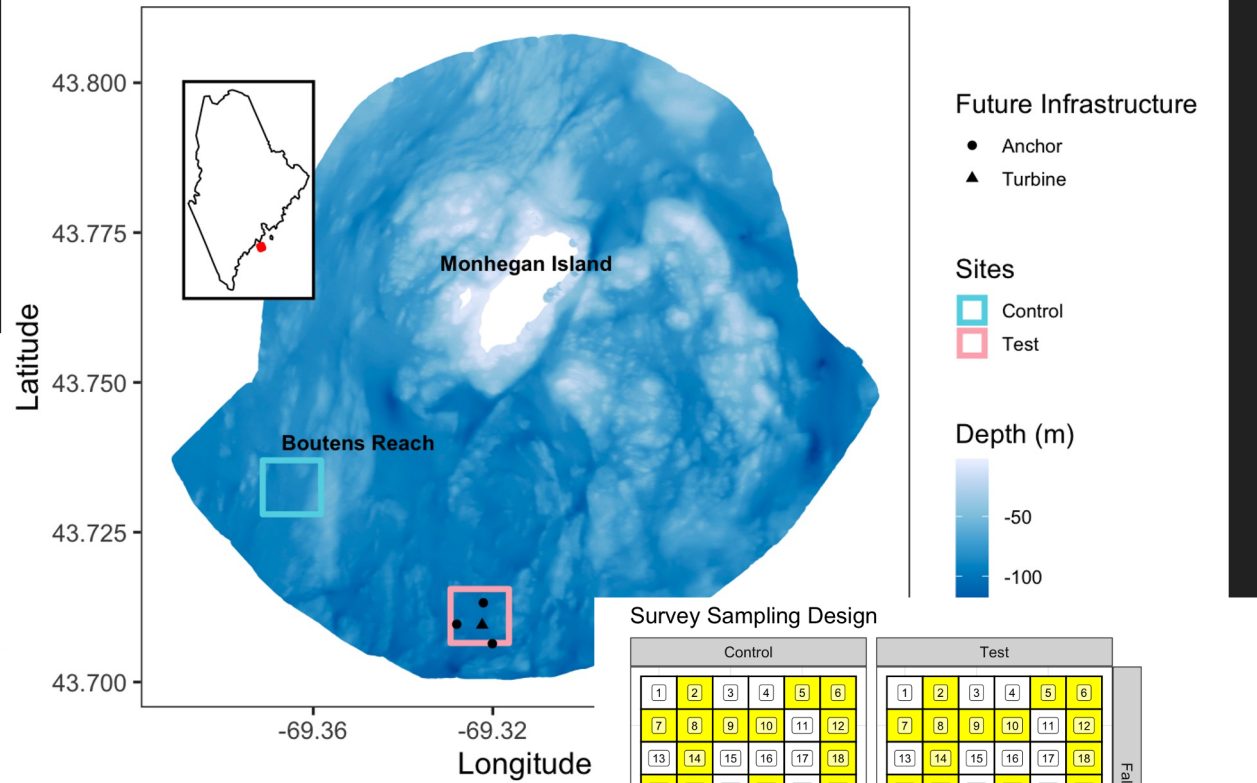 43.800
43.775
43.750
43.725
43.700
Latitude
-69.36
-69.32
Longitude
Monhegan Island
Boutens Reach
Future Infrastructure
Anchor
Turbine
Sites
Control
Test
Depth (m)
-50
-100
Survey Sampling Design
Control
1 2 3 4 5 6
7 8 9 10 11 12
13 14 15 16 17 18
Test
1 2 3 4 5 6
7 8 9 10 11 12
13 14 15 16 17 18
Fal